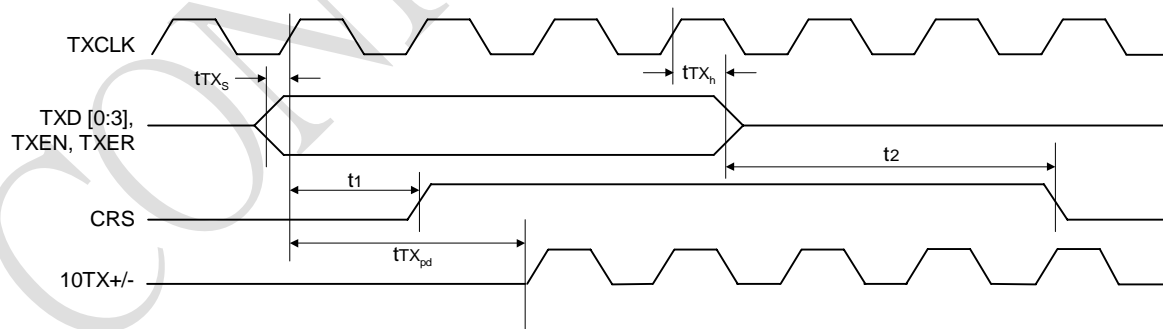 TXCLK
tTXs
tTXh
TXD [0:3],
TXEN, TXER
t2
t1
CRS
tTXpd
10TX+/-